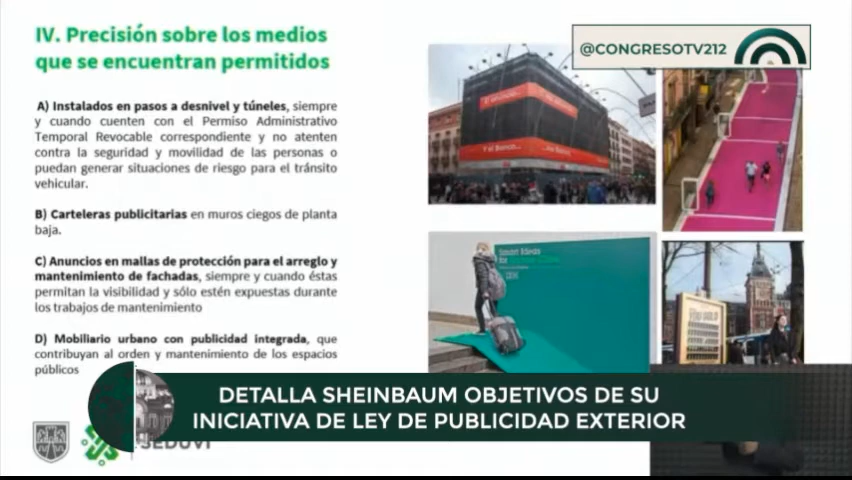 IV. Precisión sobre los medios
que se encuentran permitidos
@CONGRESOTV212
A) Instalados en pasos a desnivel y túneles, siempre
y cuando cuenten con el Permiso Administrativo
Temporal Revocable correspondiente y no atenten
contra la seguridad y movilidad de las personas o
puedan generar situaciones de riesgo para el tránsito
vehicular.
B) Carteleras publicitarias en muros ciegos de planta
baja.
C) Anuncios en mallas de protección para el arreglo y
mantenimiento de fachadas, siempre y cuando éstas
permitan la visibilidad y sólo estén expuestas durante
los trabajos de mantenimiento
D) Mobiliario urbano con publicidad integrada, que
contribuyan al orden y mantenimiento de los espacios
públicos
DETALLA SHEINBAUM OBJETIVOS DE SU
INICIATIVA DE LEY DE PUBLICIDAD EXTERIOR
SEDUVI